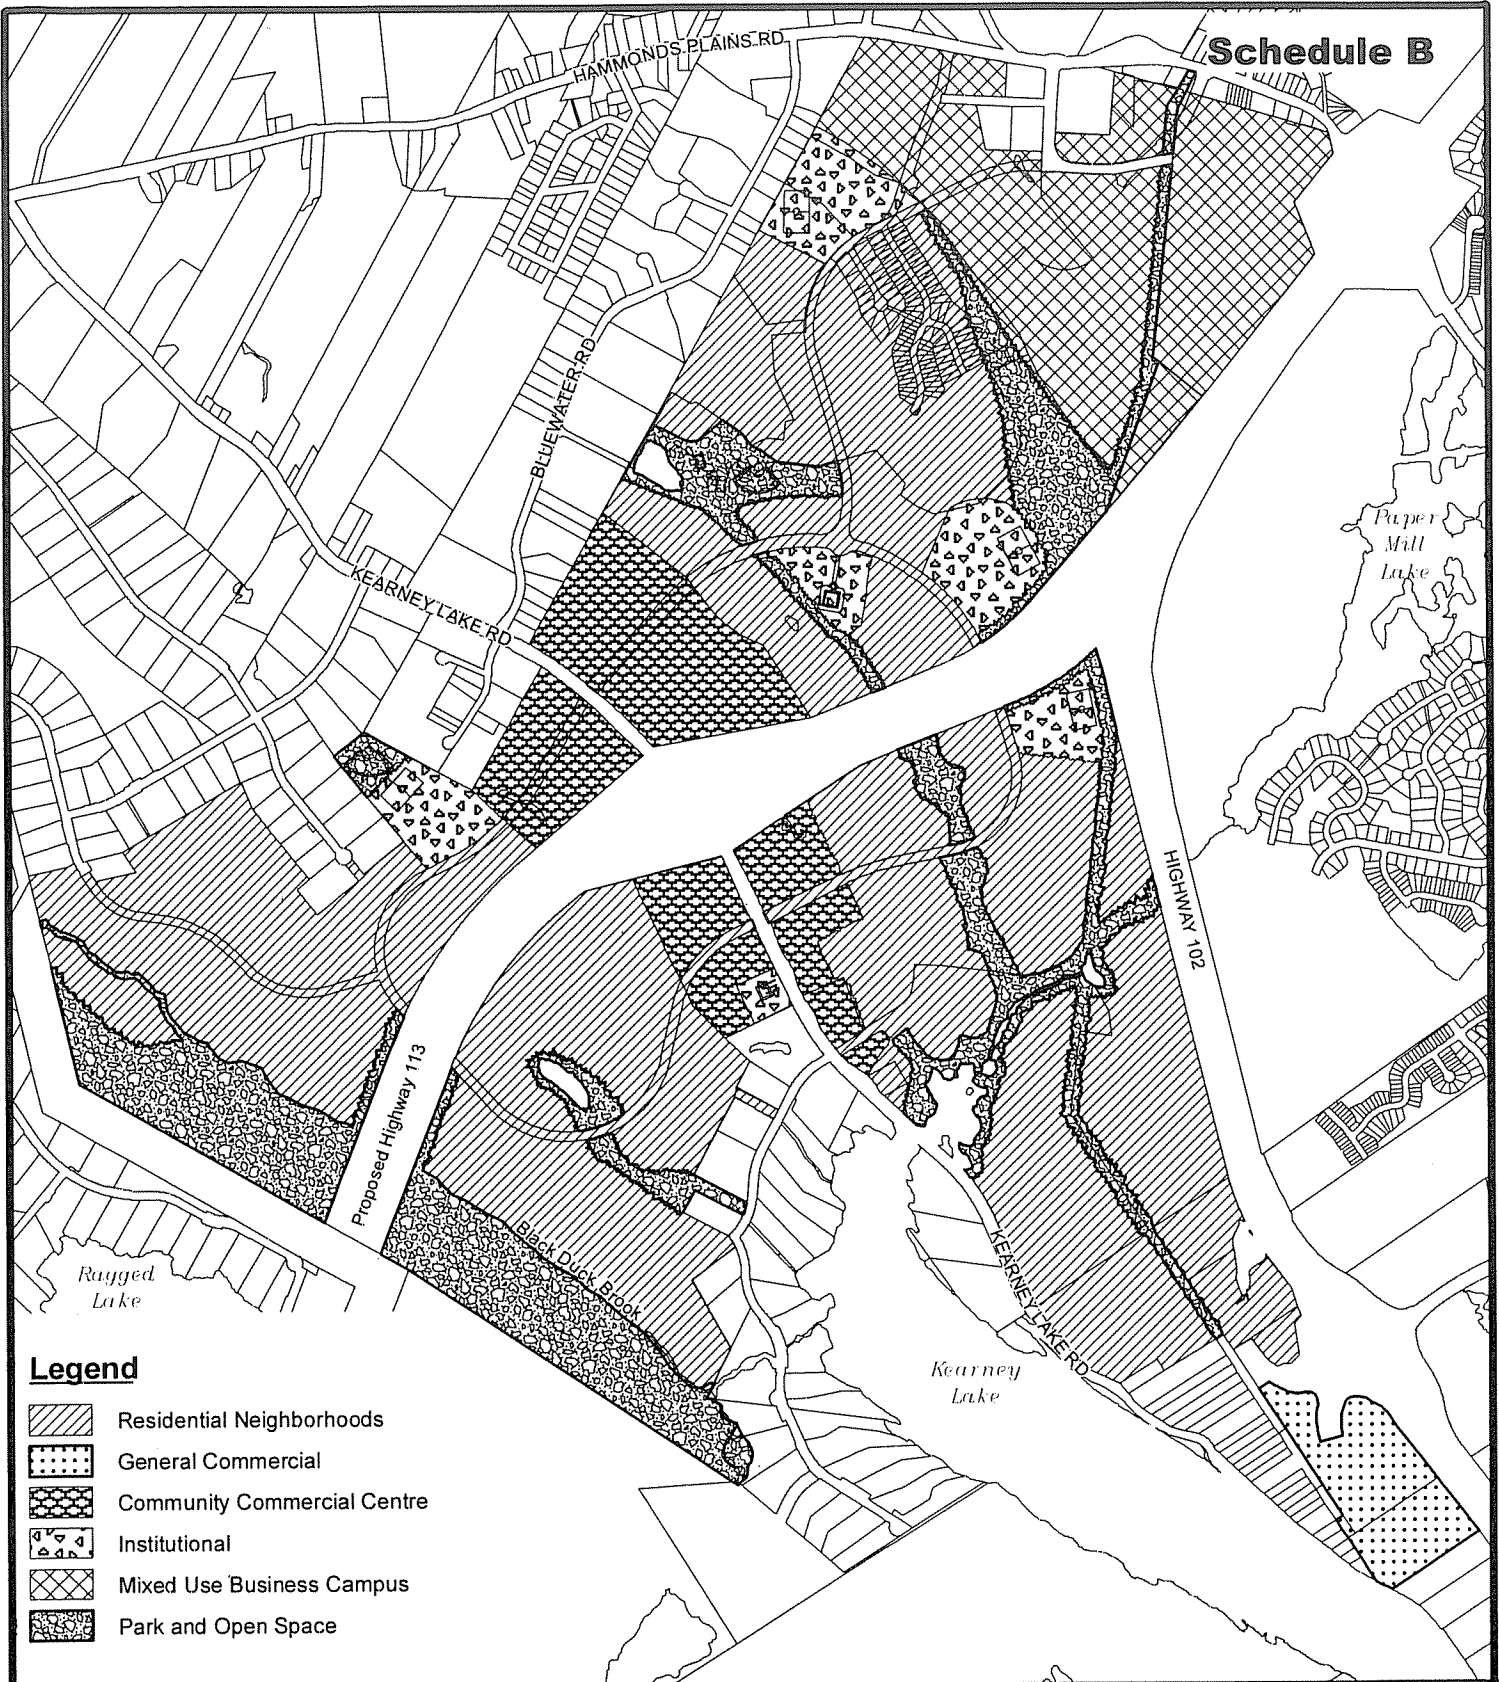 Schedule B
HAMMONDS PLAINS RD
BLUEWATER RD
KEARNEY LAKE RD
Paper
Mill
Lake
HIGHWAY 102
Proposed Highway 113
Black Duck Brook
KEARNEY LAKE RD
Ragged
Lake
Kearney
Lake
Legend
Residential Neighborhoods
General Commercial
Community Commercial Centre
Institutional
Mixed Use Business Campus
Park and Open Space